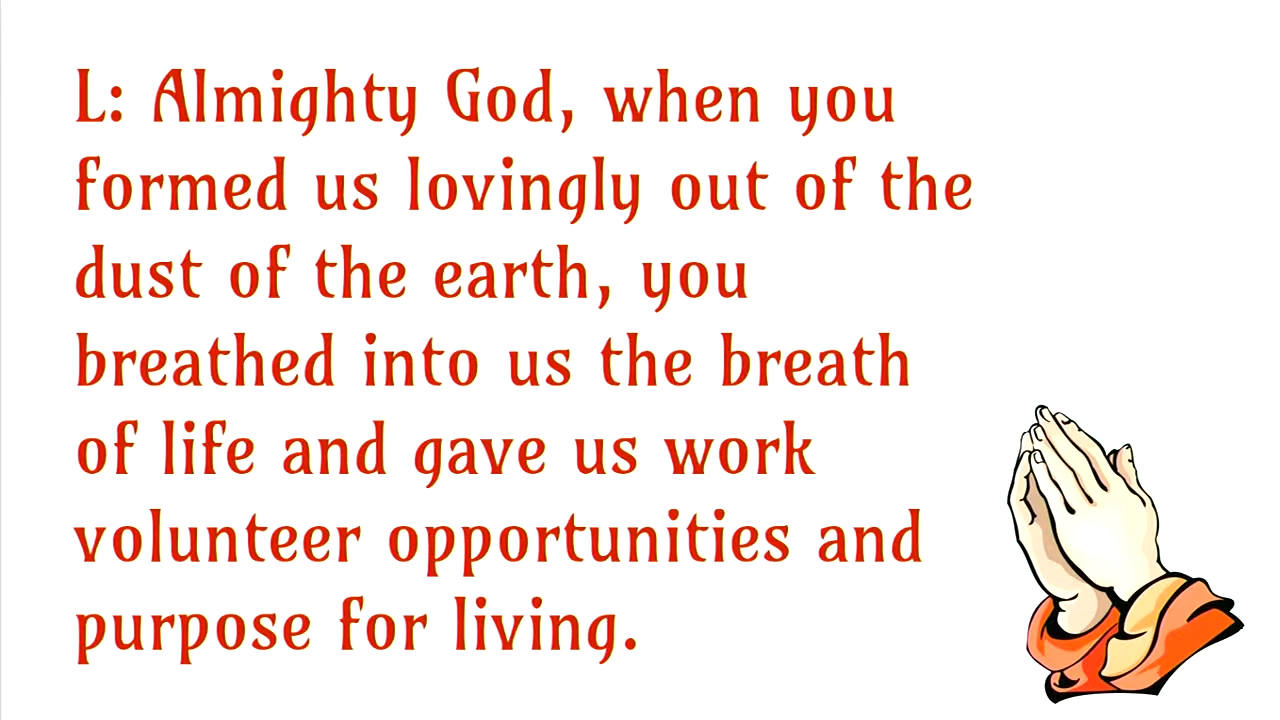 L: Almighty God, when you
formed us lovingly out of the
dust of the earth, you
breathed into us the breath
of life and gave us work
volunteer opportunities and
purpose for living.